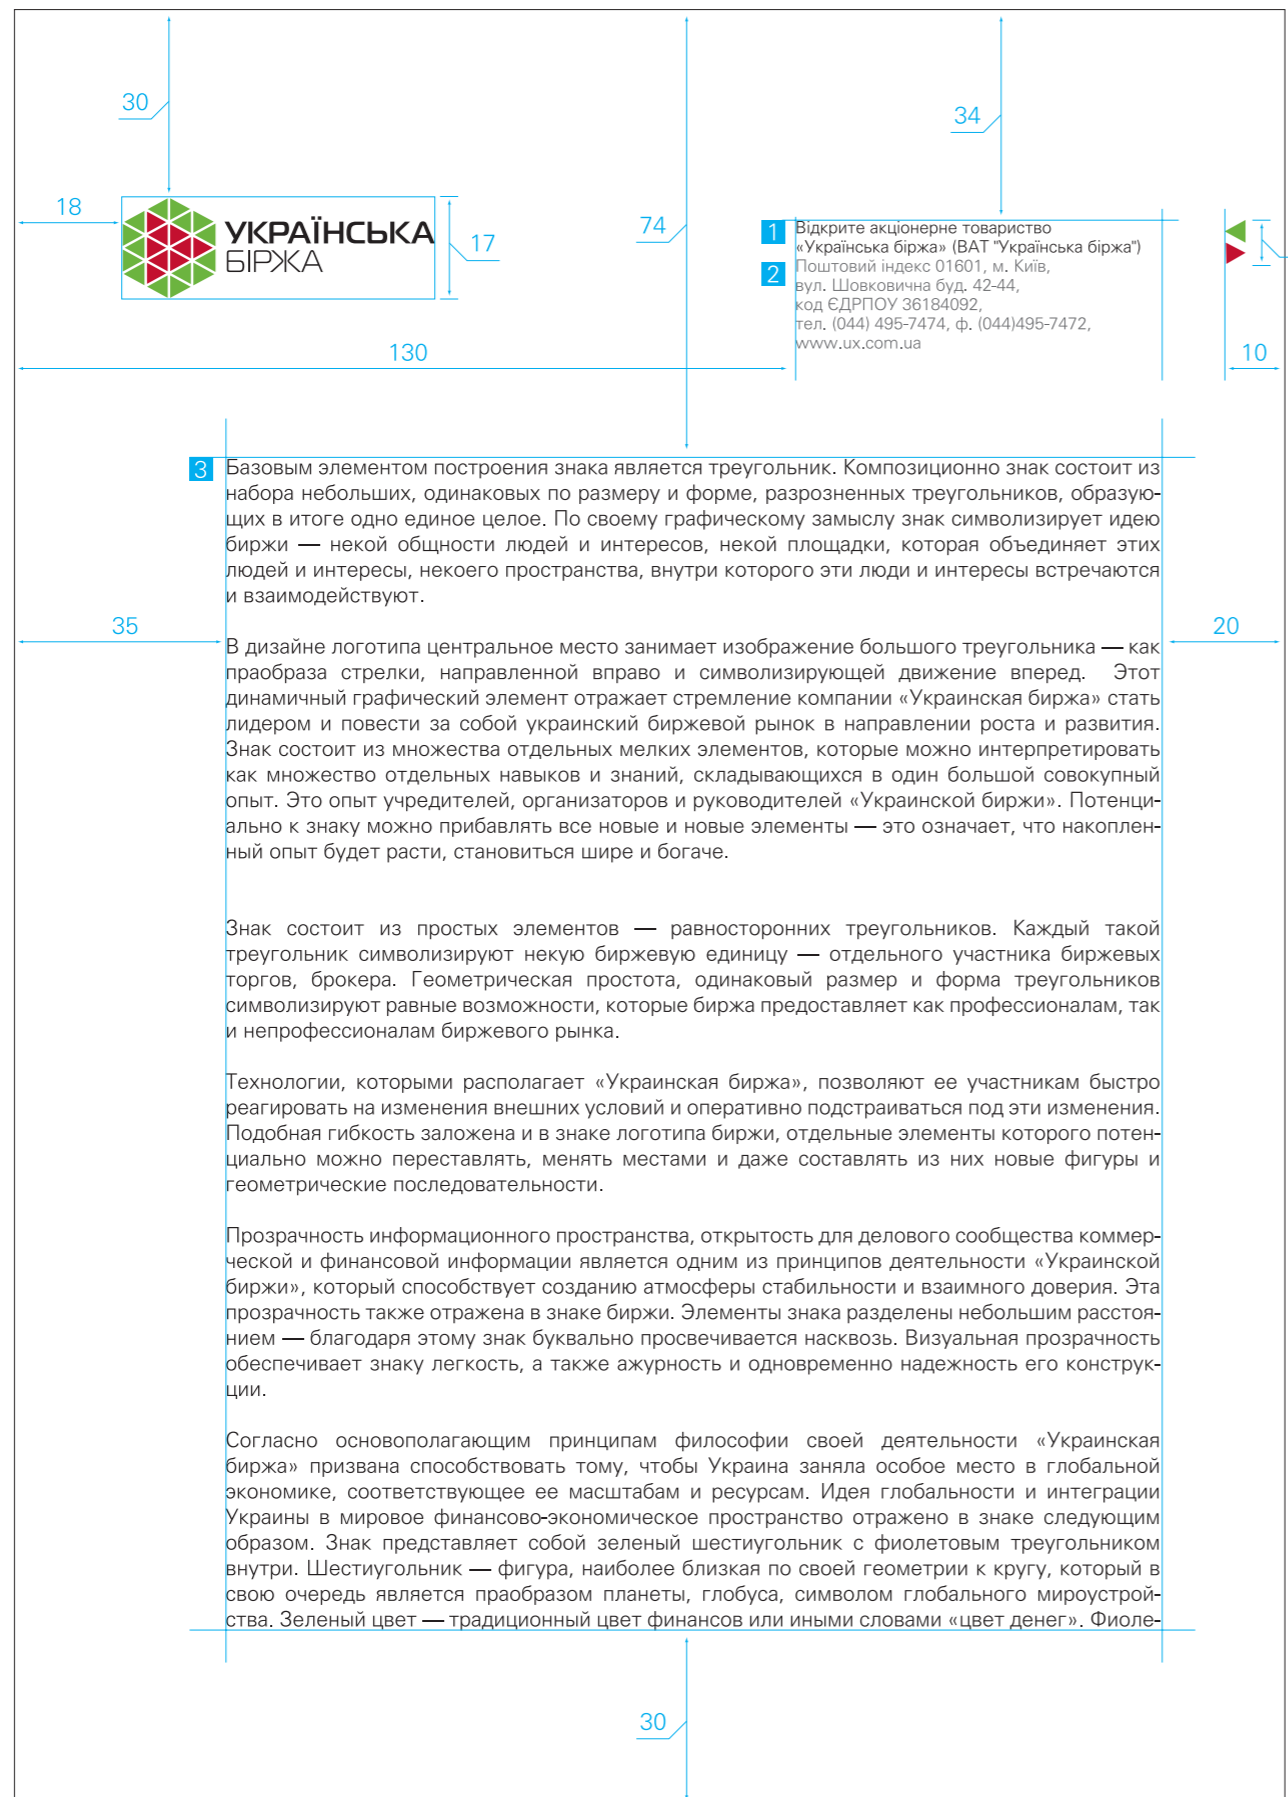 30
34
18
УКРАЇНСЬКА
БІРЖА
17
74
1
Відкрите акціонерне товариство
«Українська біржа» (ВАТ "Українська біржа")
2
Поштовий індекс 01601, м. Київ,
вул. Шовковична буд. 42-44,
код ЄДРПОУ 36184092,
тел. (044) 495-7474, ф. (044)495-7472,
www.ux.com.ua
130
10
3
Базовым элементом построения знака является треугольник. Композиционно знак состоит из
набора небольших, одинаковых по размеру и форме, разрозненных треугольников, образую-
щих в итоге одно единое целое. По своему графическому замыслу знак символизирует идею
биржи — некой общности людей и интересов, некой площадки, которая объединяет этих
людей и интересы, некоего пространства, внутри которого эти люди и интересы встречаются
и взаимодействуют.
35
20
В дизайне логотипа центральное место занимает изображение большого треугольника — как
праобраза стрелки, направленной вправо и символизирующей движение вперед. Этот
динамичный графический элемент отражает стремление компании «Украинская биржа» стать
лидером и повести за собой украинский биржевой рынок в направлении роста и развития.
Знак состоит из множества отдельных мелких элементов, которые можно интерпретировать
как множество отдельных навыков и знаний, складывающихся в один большой совокупный
опыт. Это опыт учредителей, организаторов и руководителей «Украинской биржи». Потенци-
ально к знаку можно прибавлять все новые и новые элементы — это означает, что накоплен-
ный опыт будет расти, становиться шире и богаче.
Знак состоит из простых элементов — равносторонних треугольников. Каждый такой
треугольник символизируют некую биржевую единицу — отдельного участника биржевых
торгов, брокера. Геометрическая простота, одинаковый размер и форма треугольников
символизируют равные возможности, которые биржа предоставляет как профессионалам, так
и непрофессионалам биржевого рынка.
Технологии, которыми располагает «Украинская биржа», позволяют ее участникам быстро
реагировать на изменения внешних условий и оперативно подстраиваться под эти изменения.
Подобная гибкость заложена и в знаке логотипа биржи, отдельные элементы которого потен-
циально можно переставлять, менять местами и даже составлять из них новые фигуры и
геометрические последовательности.
Прозрачность информационного пространства, открытость для делового сообщества коммер-
ческой и финансовой информации является одним из принципов деятельности «Украинской
биржи», который способствует созданию атмосферы стабильности и взаимного доверия. Эта
прозрачность также отражена в знаке биржи. Элементы знака разделены небольшим расстоя-
нием — благодаря этому знак буквально просвечивается насквозь. Визуальная прозрачность
обеспечивает знаку легкость, а также ажурность и одновременно надежность его конструк-
ции.
Согласно основополагающим принципам философии своей деятельности «Украинская
биржа» призвана способствовать тому, чтобы Украина заняла особое место в глобальной
экономике, соответствующее ее масштабам и ресурсам. Идея глобальности и интеграции
Украины в мировое финансово-экономическое пространство отражено в знаке следующим
образом. Знак представляет собой зеленый шестиугольник с фиолетовым треугольником
внутри. Шестиугольник — фигура, наиболее близкая по своей геометрии к кругу, который в
свою очередь является праобразом планеты, глобуса, символом глобального мироустрой-
ства. Зеленый цвет — традиционный цвет финансов или иными словами «цвет денег». Фиоле-
30